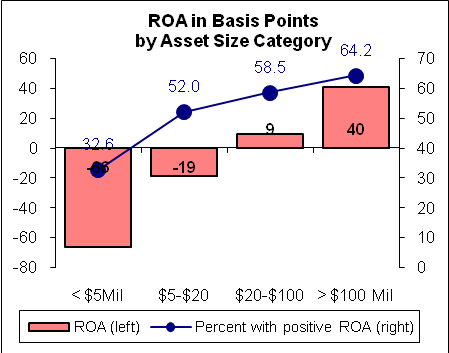 ROA in Basis Points
by Asset Size Category
60 64.2 70
40 52.0 58.5 60
20 50
0 32.6 9 40 40
-20 -19 30
-40 20
-60 10
-80 0
< $5Mil $5-$20 $20-$100 > $100 Mil
ROA (left) Percent with positive ROA (right)